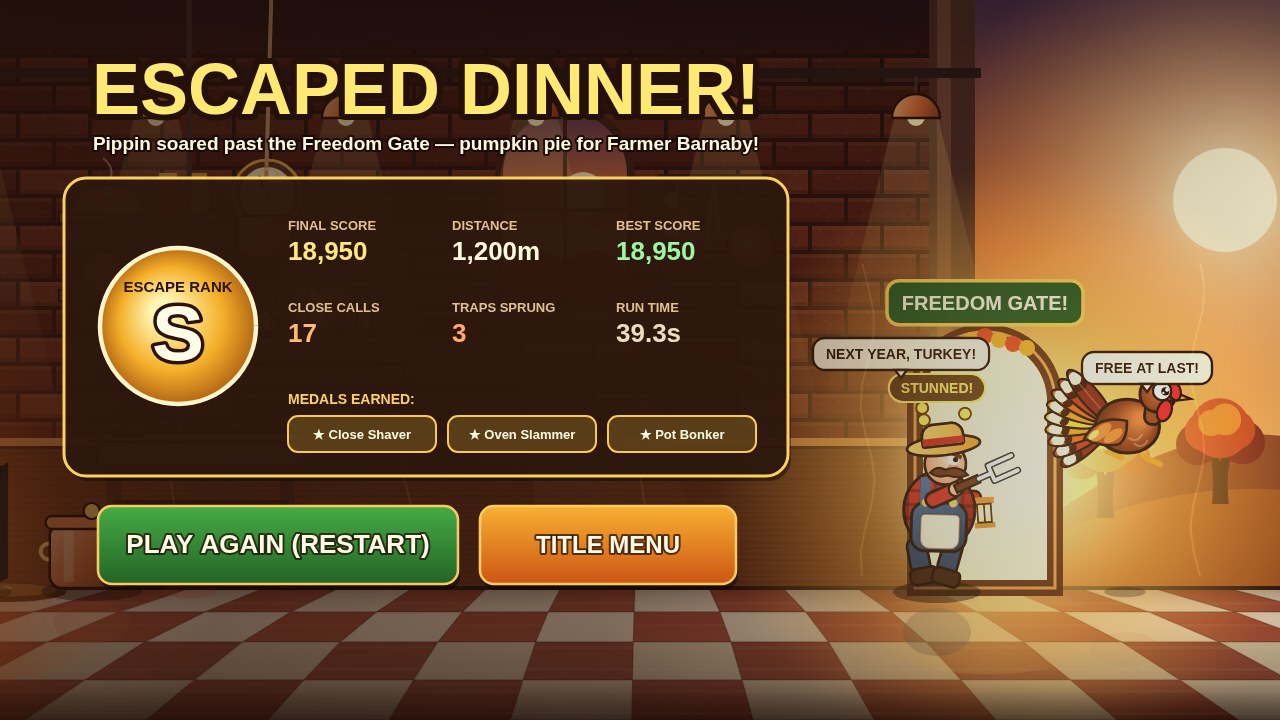 ESCAPED DINNER!
Pippin soared past the Freedom Gate — pumpkin pie for Farmer Barnaby!
ESCAPE RANK
S
FINAL SCORE
18,950
DISTANCE
1,200m
BEST SCORE
18,950
CLOSE CALLS
17
TRAPS SPRUNG
3
RUN TIME
39.3s
MEDALS EARNED:
★ Close Shaver
★ Oven Slammer
★ Pot Bonker
PLAY AGAIN (RESTART)
TITLE MENU
FREEDOM GATE!
NEXT YEAR, TURKEY!
STUNNED!
FREE AT LAST!